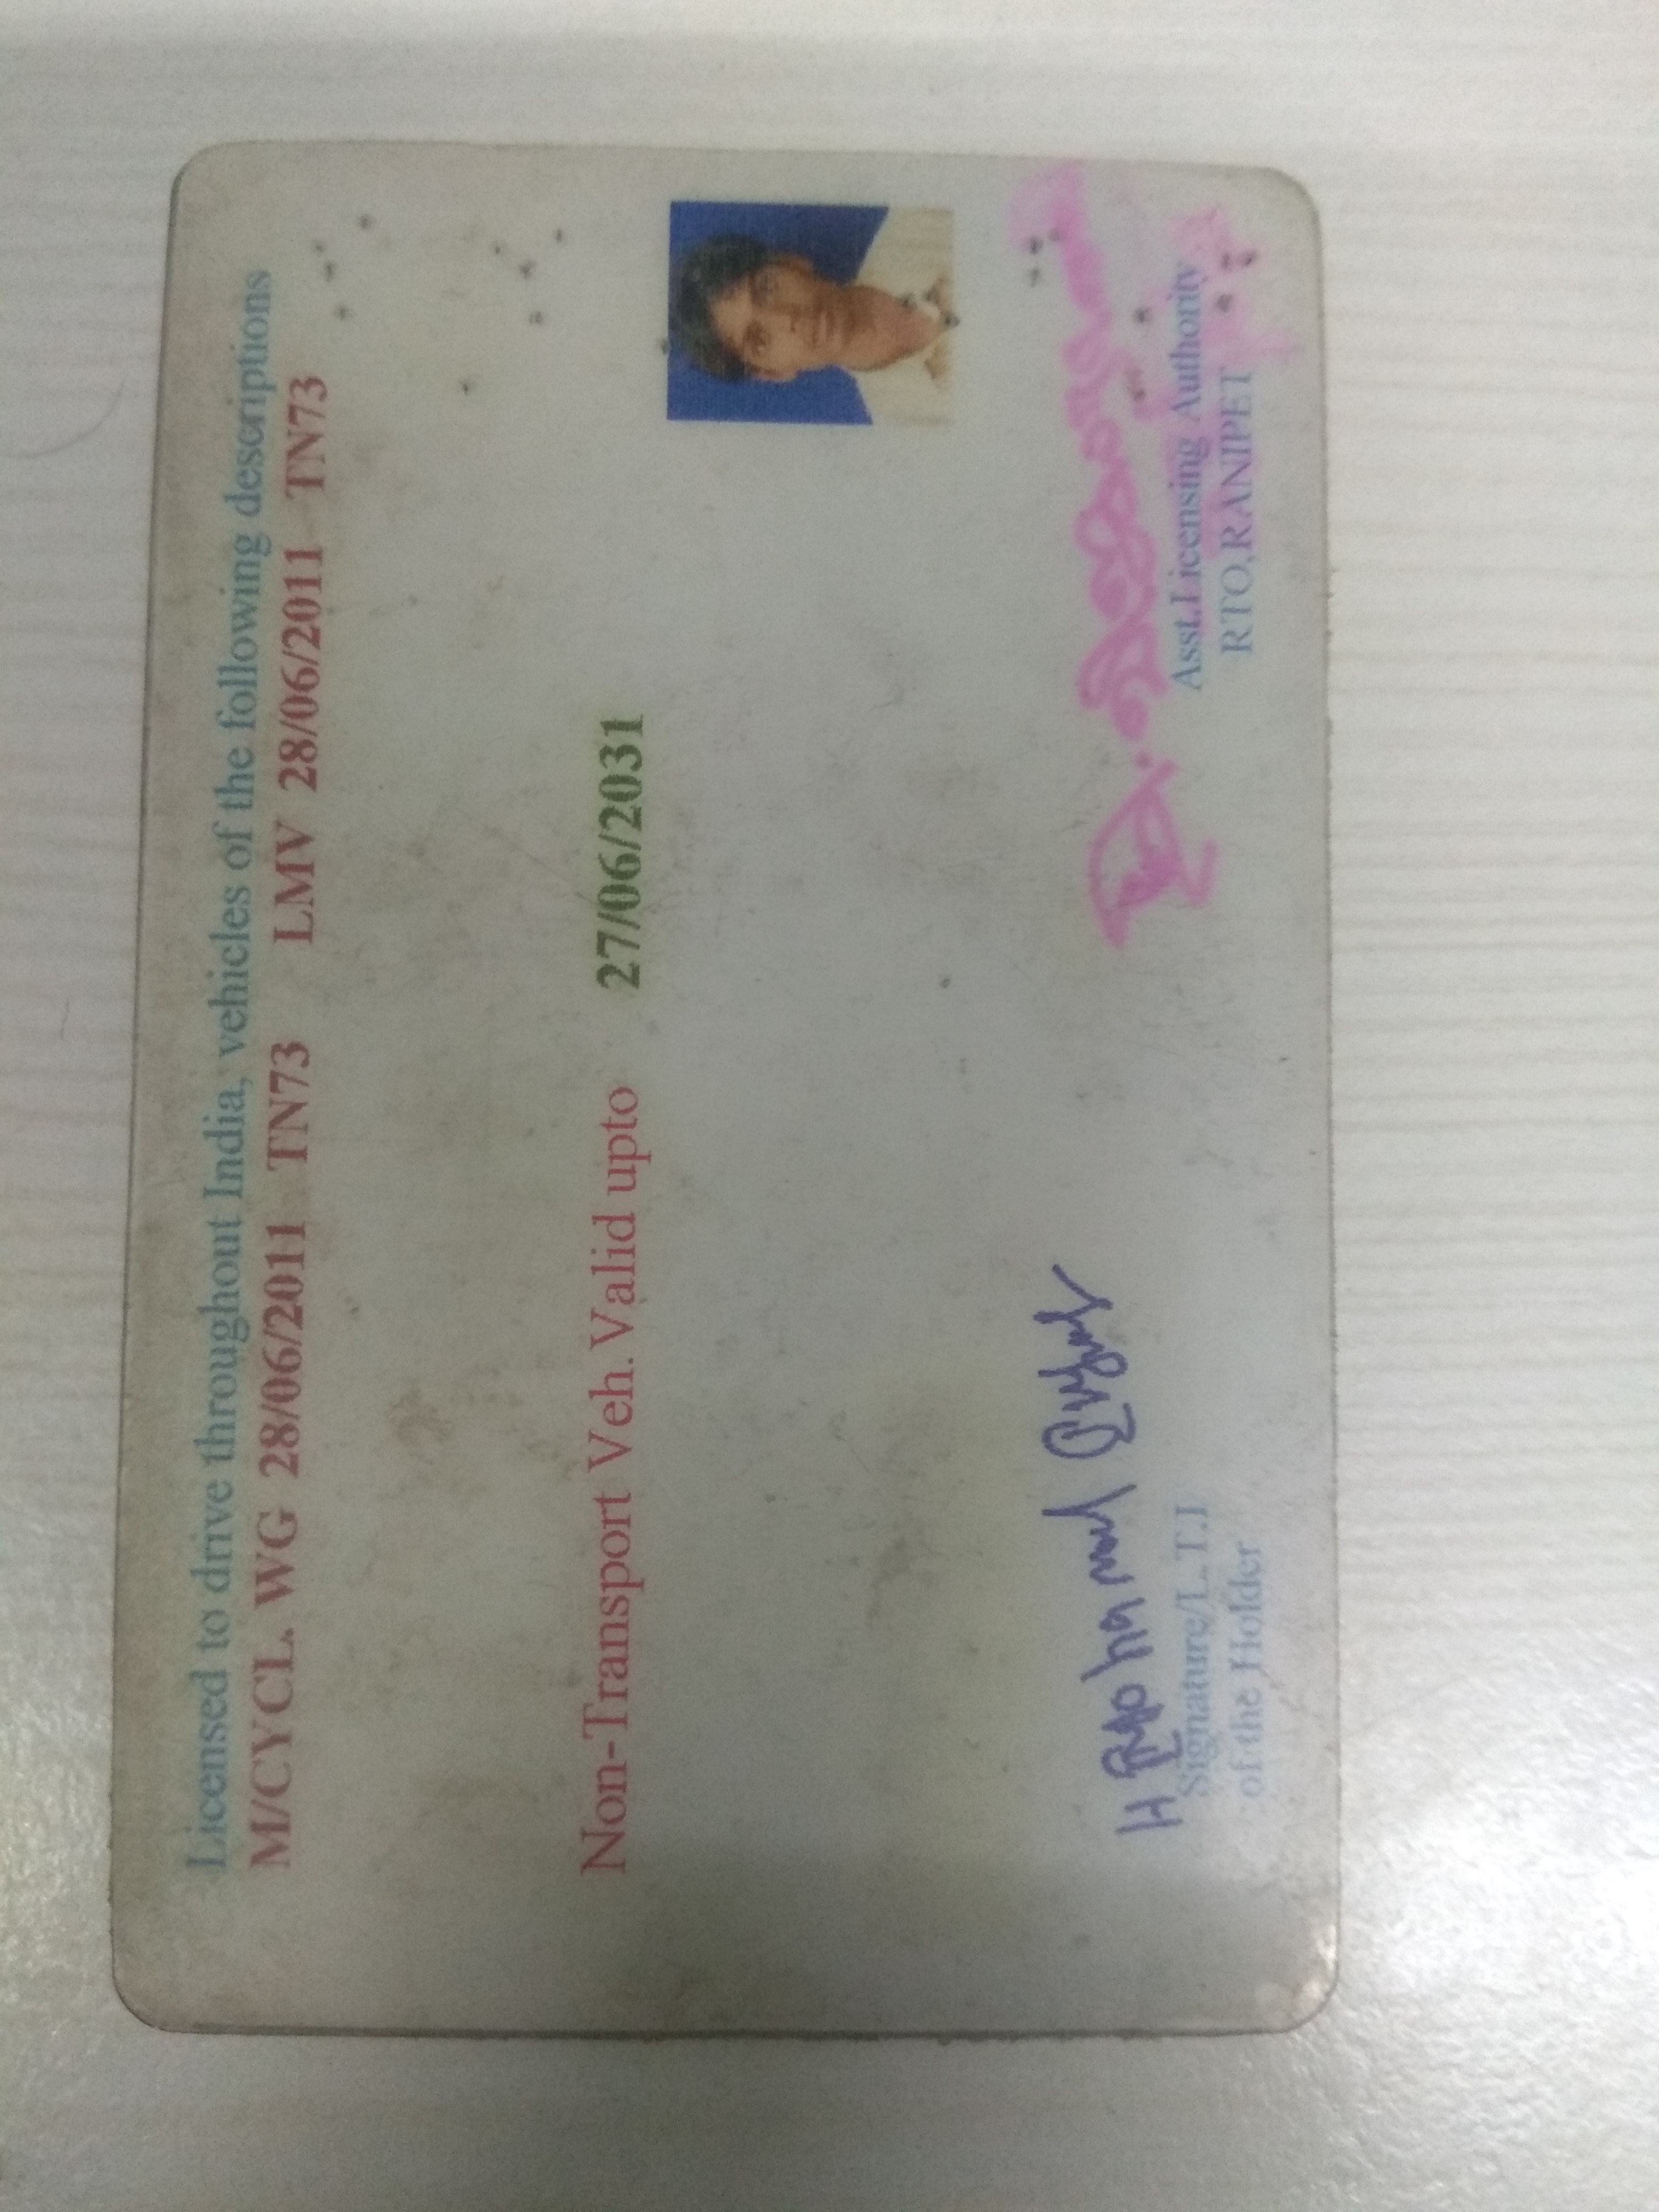 Licensed to drive throughout India, vehicles of the following descriptions
M/CYCL. WG 28/06/2011 TN73 LMV 28/06/2011 TN73
Non-Transport Veh. Valid upto 27/06/2031
Signature/L.T.I
of the Holder
Asst.Licensing Authority
RTO,RANIPET